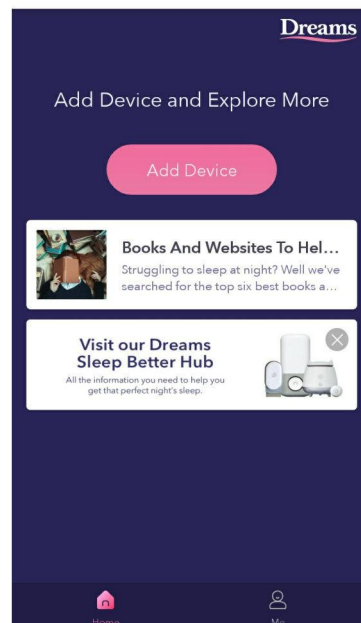 Dreams
Add Device and Explore More
Add Device
Books And Websites To Hel...
Struggling to sleep at night? Well we've
searched for the top six best books a...
Visit our Dreams
Sleep Better Hub
All the information you need to help you
get that perfect night's sleep.
Home
Me